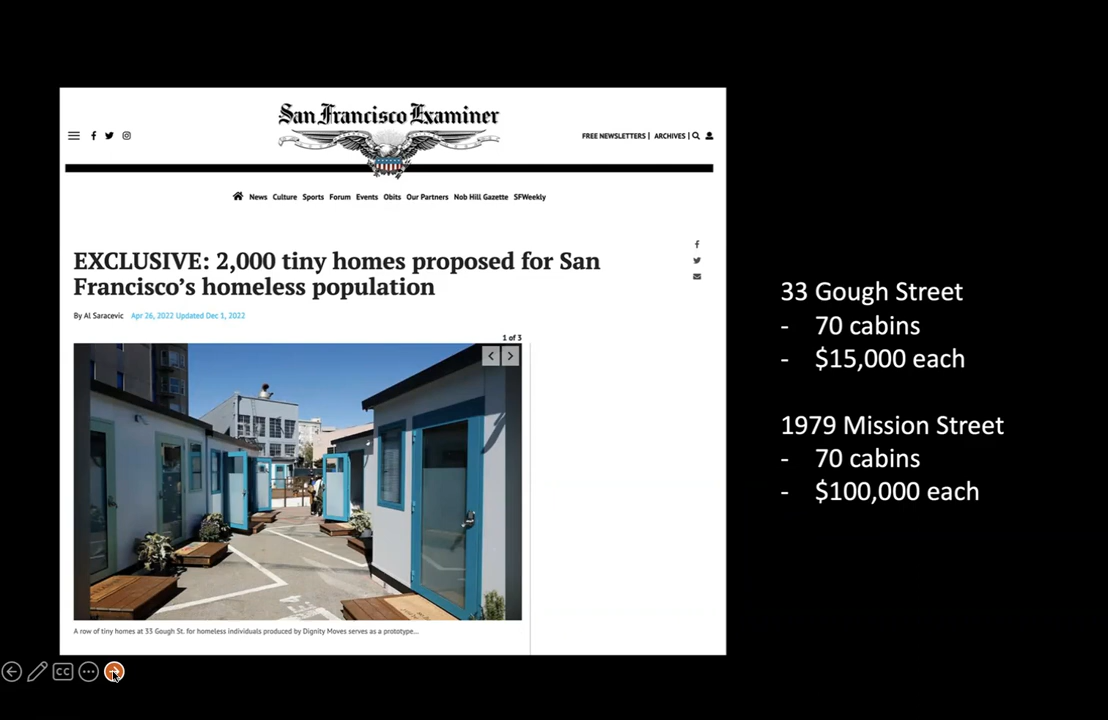 San Francisco Examiner
FREE NEWSLETTERS | ARCHIVES |
News Culture Sports Forum Events Obits Our Partners Nob Hill Gazette SFWeekly
EXCLUSIVE: 2,000 tiny homes proposed for San
Francisco's homeless population
By Al Saracevic Apr 26, 2022 Updated Dec 1, 2022
1 of 3
A row of tiny homes at 33 Gough St. for homeless individuals produced by Dignity Moves serves as a prototype...
33 Gough Street
- 70 cabins
- $15,000 each
1979 Mission Street
- 70 cabins
- $100,000 each
CC